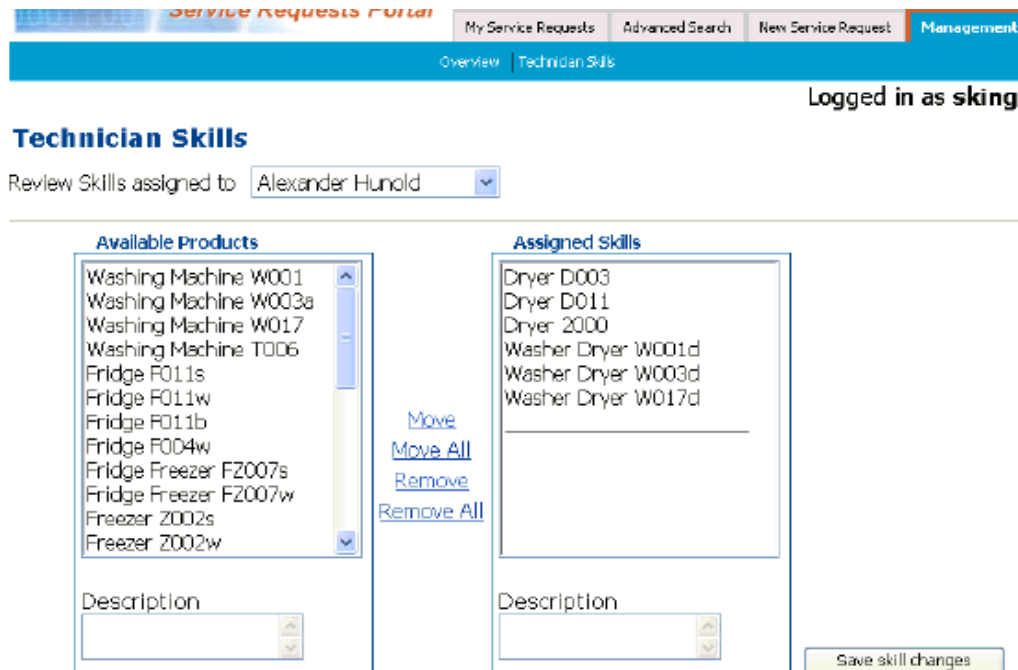 Service Requests Portal
My Service Requests Advanced Search New Service Request Management
Overview Technician Skills
Logged in as sking
Technician Skills
Review Skills assigned to Alexander Hunold
Available Products
Washing Machine W001
Washing Machine W003a
Washing Machine W017
Washing Machine T006
Fridge F011s
Fridge F011w
Fridge F011b
Fridge F004w
Fridge Freezer FZ007s
Fridge Freezer FZ007w
Freezer Z002s
Freezer Z002w
Description
Move
Move All
Remove
Remove All
Assigned Skills
Dryer D003
Dryer D011
Dryer 2000
Washer Dryer W001d
Washer Dryer W003d
Washer Dryer W017d
Description
Save skill changes